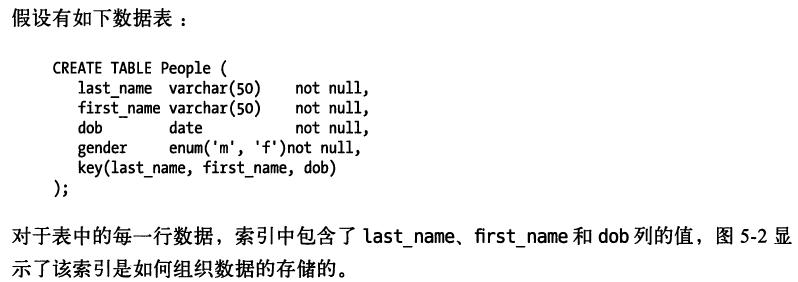 假设有如下数据表：
CREATE TABLE People (
last_name varchar(50) not null,
first_name varchar(50) not null,
dob date not null,
gender enum('m', 'f')not null,
key(last_name, first_name, dob)
);
对于表中的每一行数据，索引中包含了 last_name、first_name 和 dob 列的值，图 5-2 显
示了该索引是如何组织数据的存储的。